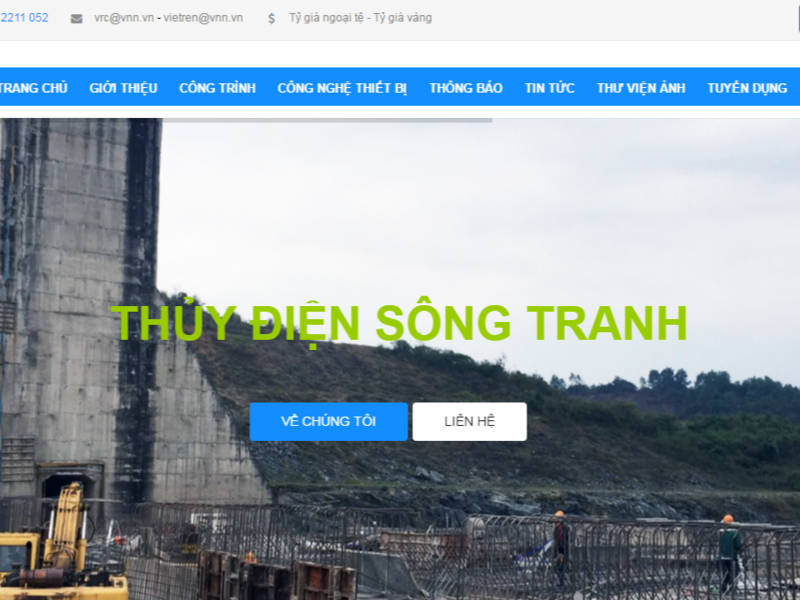 2211 052 vrc@vnn.vn - vietren@vnn.vn $ Tỷ giá ngoại tệ - Tỷ giá vàng
TRANG CHỦ GIỚI THIỆU CÔNG TRÌNH CÔNG NGHỆ THIẾT BỊ THÔNG BÁO TIN TỨC THƯ VIỆN ẢNH TUYỂN DỤNG
THỦY ĐIỆN SÔNG TRANH
VỀ CHÚNG TÔI LIÊN HỆ